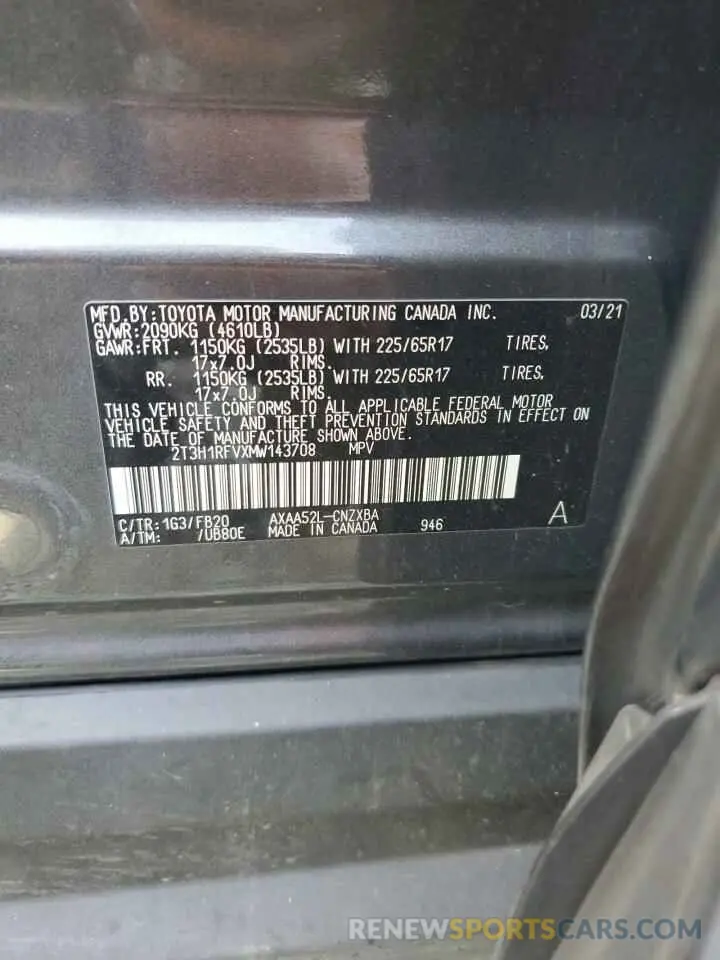 MFD.BY:TOYOTA MOTOR MANUFACTURING CANADA INC. 03/21
GVWR:2090KG (4610LB)
GAWR:FRT. 1150KG (2535LB) WITH 225/65R17 TIRES,
17x7.0J RIMS.
RR. 1150KG (2535LB) WITH 225/65R17 TIRES,
17x7.0J RIMS.
THIS VEHICLE CONFORMS TO ALL APPLICABLE FEDERAL MOTOR
VEHICLE SAFETY AND THEFT PREVENTION STANDARDS IN EFFECT ON
THE DATE OF MANUFACTURE SHOWN ABOVE.
2T3H1RFVXMW143708 MPV
C/TR:1G3/FB20 AXAA52L-CNZXBA
A/TM: /UB80E MADE IN CANADA 946 A
RENEWSPORTSCARS.COM